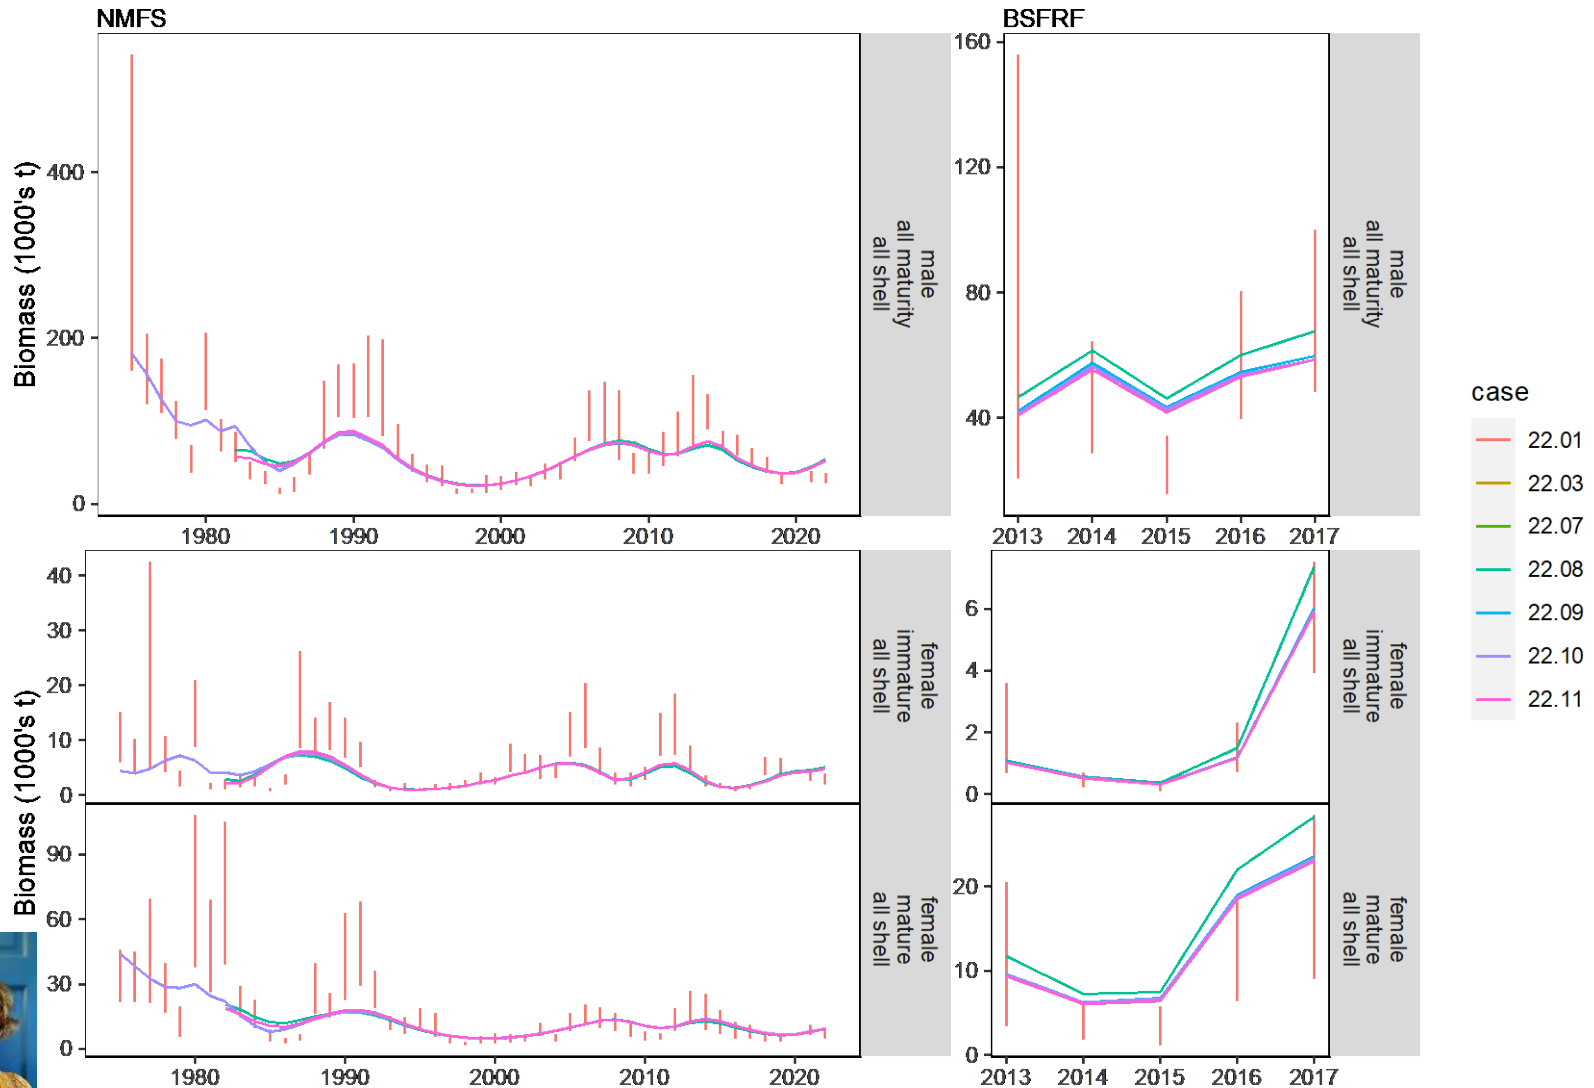 NMFS
BSFRF
Biomass (1000's t)
400
200
0
1980
1990
2000
2010
2020
male
all maturity
all shell
160
120
80
40
2013
2014
2015
2016
2017
male
all maturity
all shell
Biomass (1000's t)
40
30
20
10
0
female
immature
all shell
6
4
2
0
female
immature
all shell
90
60
30
0
1980
1990
2000
2010
2020
female
mature
all shell
20
10
0
2013
2014
2015
2016
2017
female
mature
all shell
case
22.01
22.03
22.07
22.08
22.09
22.10
22.11